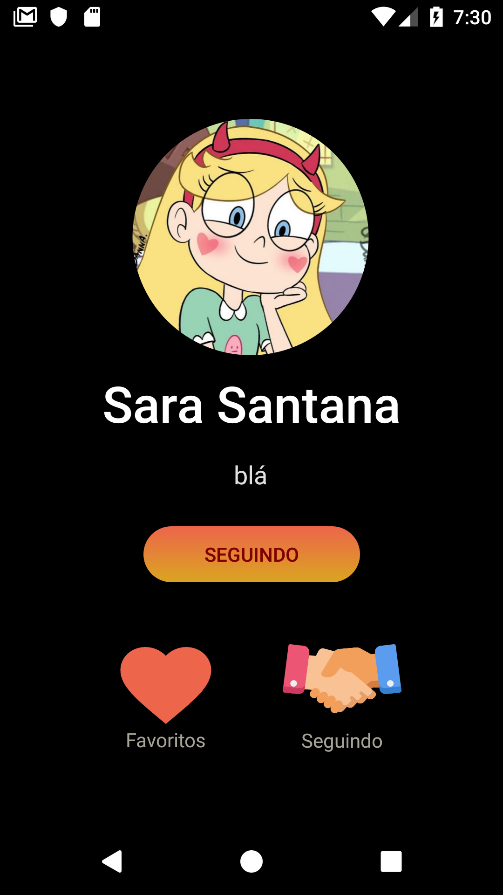 7:30
Sara Santana
blá
SEGUINDO
Favoritos
Seguindo